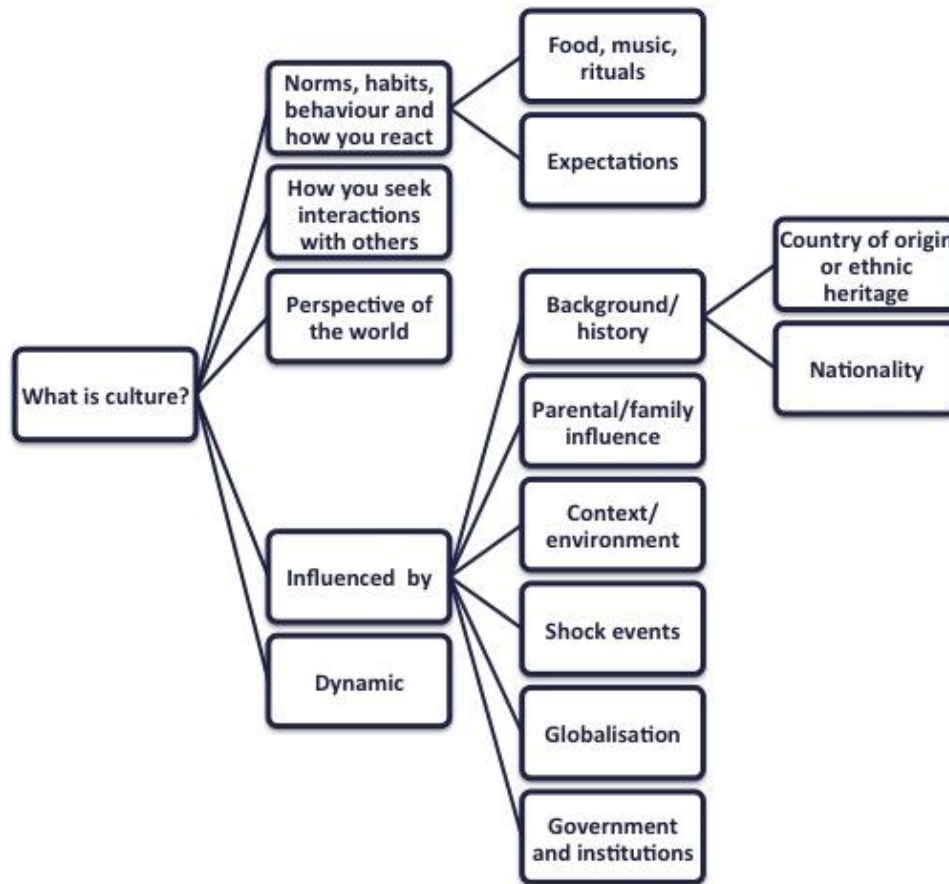 What is culture?
Norms, habits,
behaviour and
how you react
Food, music,
rituals
Expectations
How you seek
interactions
with others
Perspective of
the world
Influenced by
Background/
history
Country of origin
or ethnic
heritage
Nationality
Parental/family
influence
Context/
environment
Shock events
Globalisation
Government
and institutions
Dynamic